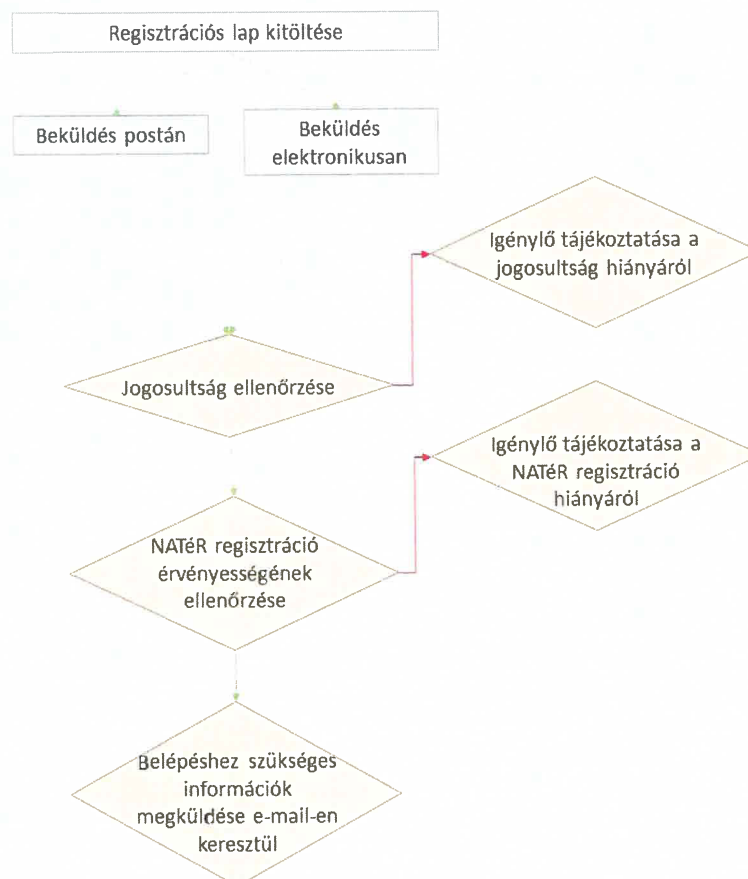 Regisztrációs lap kitöltése
Beküldés postán
Beküldés
elektronikusan
Igénylő tájékoztatása a
jogosultság hiányáról
Jogosultság ellenőrzése
Igénylő tájékoztatása a
NATéR regisztráció
hiányáról
NATéR regisztráció
érvényességének
ellenőrzése
Belépéshez szükséges
információk
megküldése e-mail-en
keresztül